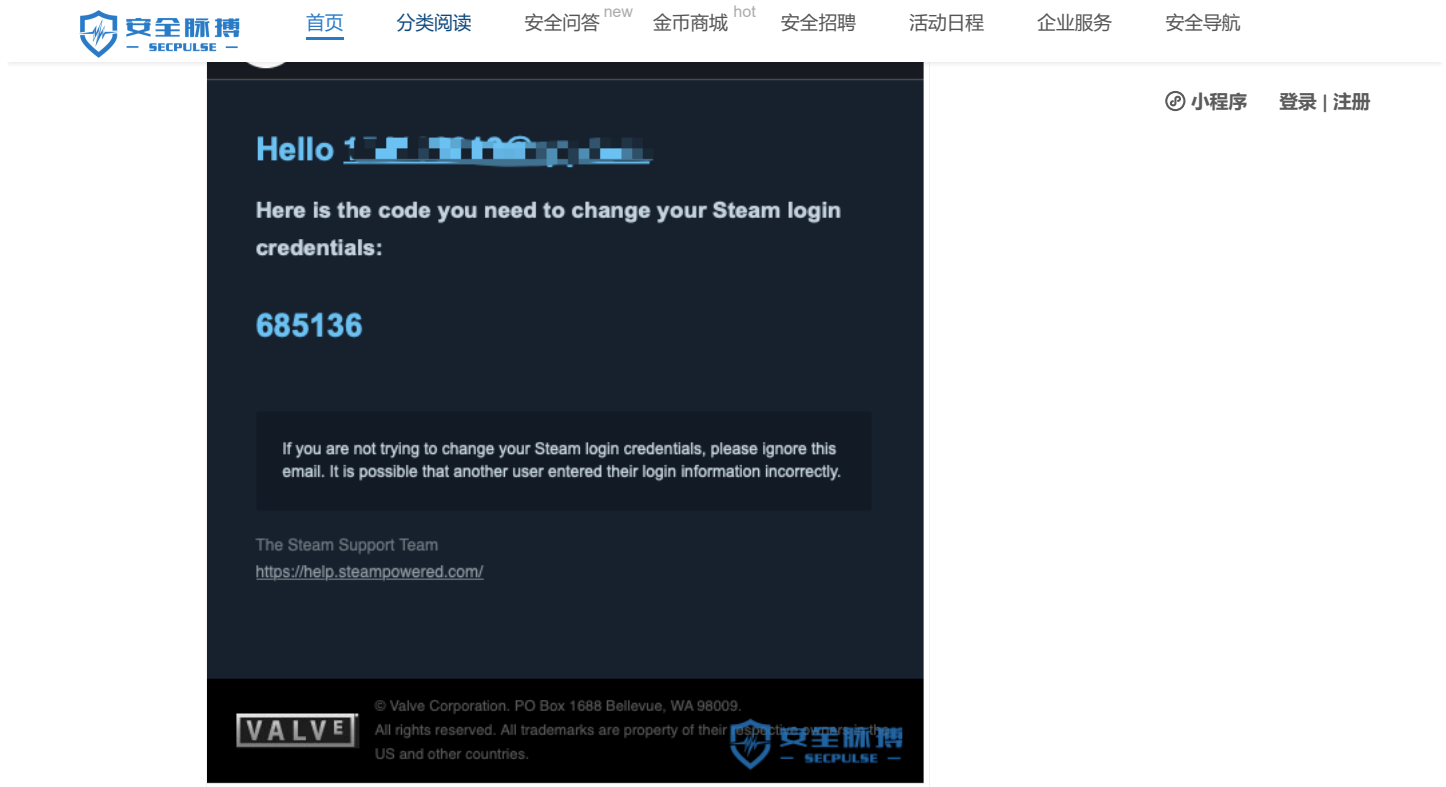 安全脉搏
SECPULSE
首页
分类阅读
安全问答 new
金币商城 hot
安全招聘
活动日程
企业服务
安全导航
小程序
登录 | 注册
Hello
Here is the code you need to change your Steam login
credentials:
685136
If you are not trying to change your Steam login credentials, please ignore this
email. It is possible that another user entered their login information incorrectly.
The Steam Support Team
https://help.steampowered.com/
VALVE
© Valve Corporation. PO Box 1688 Bellevue, WA 98009.
All rights reserved. All trademarks are property of their respective owners in the
US and other countries.
安全脉搏
SECPULSE